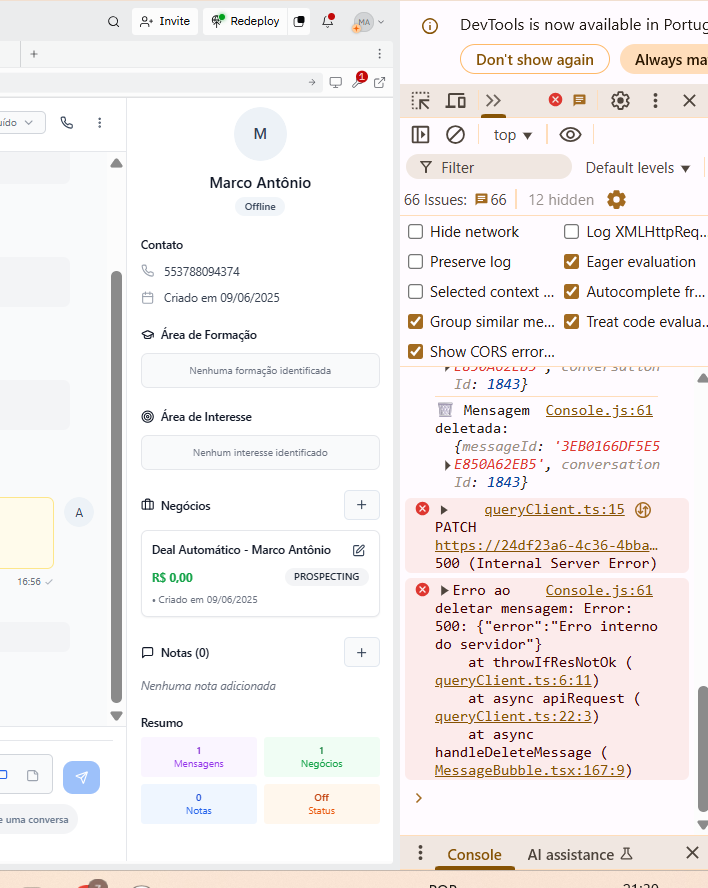 Invite
Redeploy
MA
1
uído
M
Marco Antônio
Offline
Contato
553788094374
Criado em 09/06/2025
Área de Formação
Nenhuma formação identificada
Área de Interesse
Nenhum interesse identificado
Negócios
Deal Automático - Marco Antônio
R$ 0,00
PROSPECTING
• Criado em 09/06/2025
Notas (0)
Nenhuma nota adicionada
Resumo
1
Mensagens
1
Negócios
0
Notas
Off
Status
A
16:56
e uma conversa
DevTools is now available in Portug
Don't show again
Always ma
top
Filter
Default levels
66 Issues:
66
12 hidden
Hide network
Log XMLHttpReq...
Preserve log
Eager evaluation
Selected context ...
Autocomplete fr...
Group similar me...
Treat code evalua...
Show CORS error...
E850A62EB5', conversation
Id: 1843}
Mensagem Console.js:61
deletada:
{messageId: '3EB0166DF5E5
E850A62EB5', conversation
Id: 1843}
queryClient.ts:15
PATCH
https://24df23a6-4c36-4bba…
500 (Internal Server Error)
Erro ao Console.js:61
deletar mensagem: Error:
500: {"error":"Erro interno
do servidor"}
at throwIfResNotOk (
queryClient.ts:6:11)
at async apiRequest (
queryClient.ts:22:3)
at async
handleDeleteMessage (
MessageBubble.tsx:167:9)
Console
AI assistance